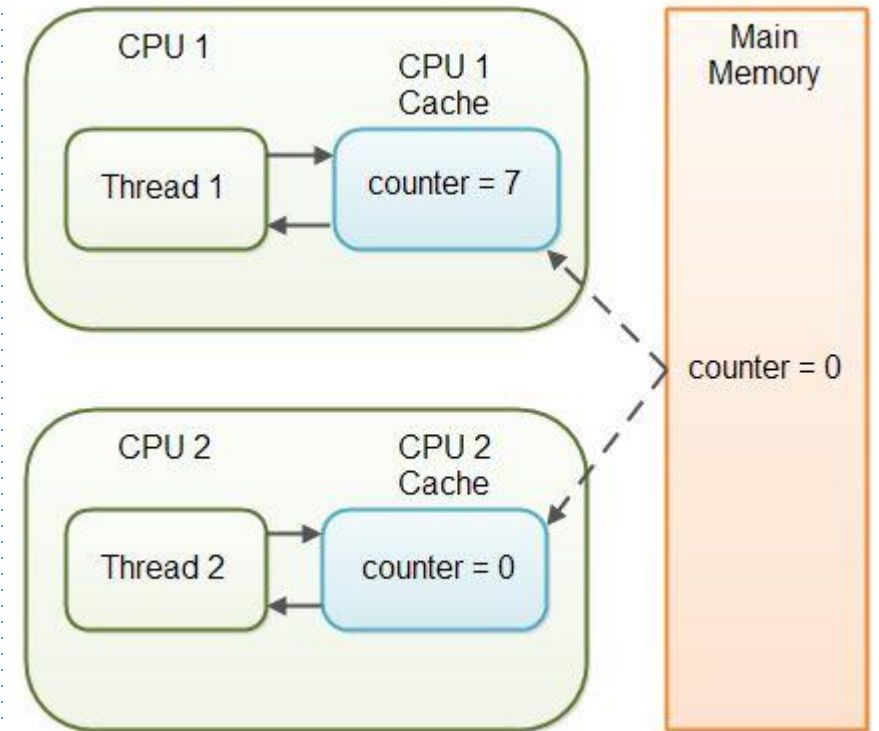 CPU 1
CPU 1
Cache
Thread 1
counter = 7
Main
Memory
counter = 0
CPU 2
CPU 2
Cache
Thread 2
counter = 0